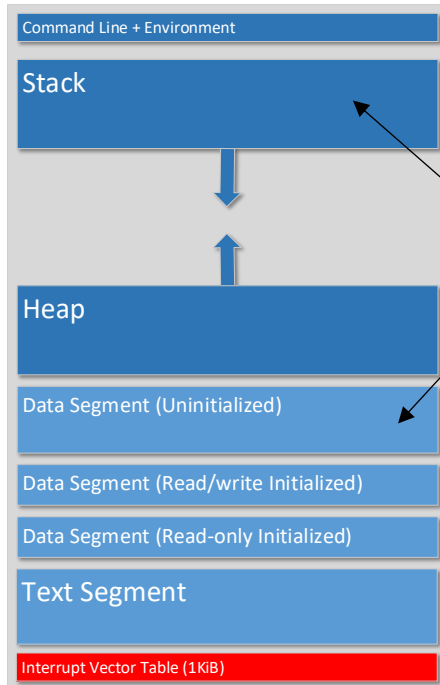 Command Line + Environment
Stack
Heap
Data Segment (Uninitialized)
Data Segment (Read/write Initialized)
Data Segment (Read-only Initialized)
Text Segment
Interrupt Vector Table (1KiB)